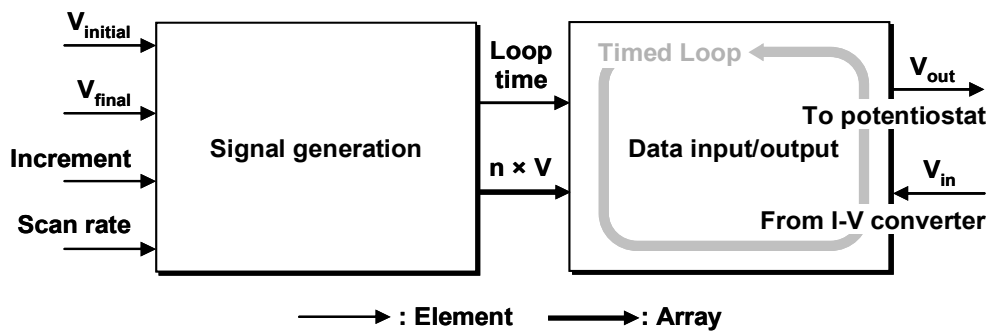 V_initial
V_final
Increment
Scan rate
Signal generation
Loop
time
n × V
Timed Loop
Data input/output
V_out
To potentiostat
V_in
From I-V converter
: Element
: Array